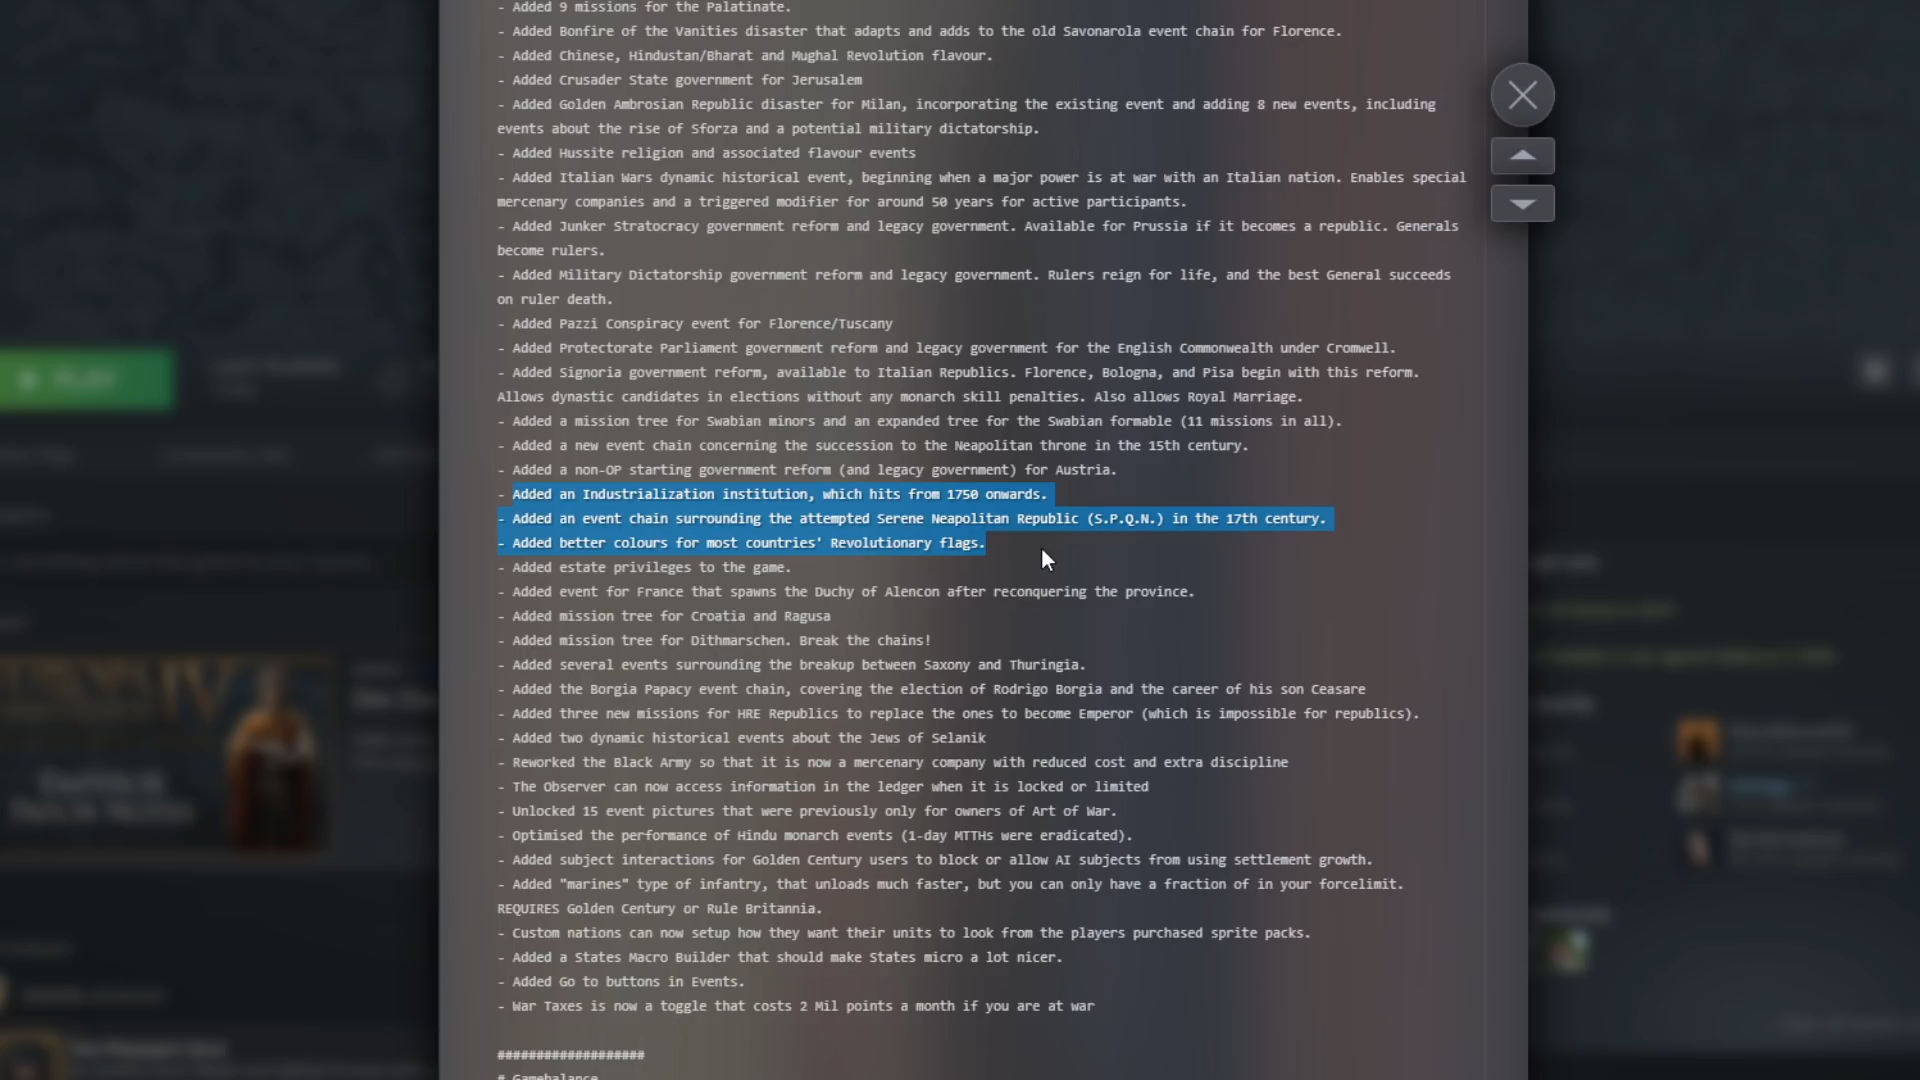 - Added 9 missions for the Palatinate.
- Added Bonfire of the Vanities disaster that adapts and adds to the old Savonarola event chain for Florence.
- Added Chinese, Hindustan/Bharat and Mughal Revolution flavour.
- Added Crusader State government for Jerusalem
- Added Golden Ambrosian Republic disaster for Milan, incorporating the existing event and adding 8 new events, including
events about the rise of Sforza and a potential military dictatorship.
- Added Hussite religion and associated flavour events
- Added Italian Wars dynamic historical event, beginning when a major power is at war with an Italian nation. Enables special
mercenary companies and a triggered modifier for around 50 years for active participants.
- Added Junker Stratocracy government reform and legacy government. Available for Prussia if it becomes a republic. Generals
become rulers.
- Added Military Dictatorship government reform and legacy government. Rulers reign for life, and the best General succeeds
on ruler death.
- Added Pazzi Conspiracy event for Florence/Tuscany
- Added Protectorate Parliament government reform and legacy government for the English Commonwealth under Cromwell.
- Added Signoria government reform, available to Italian Republics. Florence, Bologna, and Pisa begin with this reform.
Allows dynastic candidates in elections without any monarch skill penalties. Also allows Royal Marriage.
- Added a mission tree for Swabian minors and an expanded tree for the Swabian formable (11 missions in all).
- Added a new event chain concerning the succession to the Neapolitan throne in the 15th century.
- Added a non-OP starting government reform (and legacy government) for Austria.
- Added an Industrialization institution, which hits from 1750 onwards.
- Added an event chain surrounding the attempted Serene Neapolitan Republic (S.P.Q.N.) in the 17th century.
- Added better colours for most countries' Revolutionary flags.
- Added estate privileges to the game.
- Added event for France that spawns the Duchy of Alencon after reconquering the province.
- Added mission tree for Croatia and Ragusa
- Added mission tree for Dithmarschen. Break the chains!
- Added several events surrounding the breakup between Saxony and Thuringia.
- Added the Borgia Papacy event chain, covering the election of Rodrigo Borgia and the career of his son Ceasare
- Added three new missions for HRE Republics to replace the ones to become Emperor (which is impossible for republics).
- Added two dynamic historical events about the Jews of Selanik
- Reworked the Black Army so that it is now a mercenary company with reduced cost and extra discipline
- The Observer can now access information in the ledger when it is locked or limited
- Unlocked 15 event pictures that were previously only for owners of Art of War.
- Optimised the performance of Hindu monarch events (1-day MTTHs were eradicated).
- Added subject interactions for Golden Century users to block or allow AI subjects from using settlement growth.
- Added "marines" type of infantry, that unloads much faster, but you can only have a fraction of in your forcelimit.
REQUIRES Golden Century or Rule Britannia.
- Custom nations can now setup how they want their units to look from the players purchased sprite packs.
- Added a States Macro Builder that should make States micro a lot nicer.
- Added Go to buttons in Events.
- War Taxes is now a toggle that costs 2 Mil points a month if you are at war
###################
# Gamebalance
PLAY